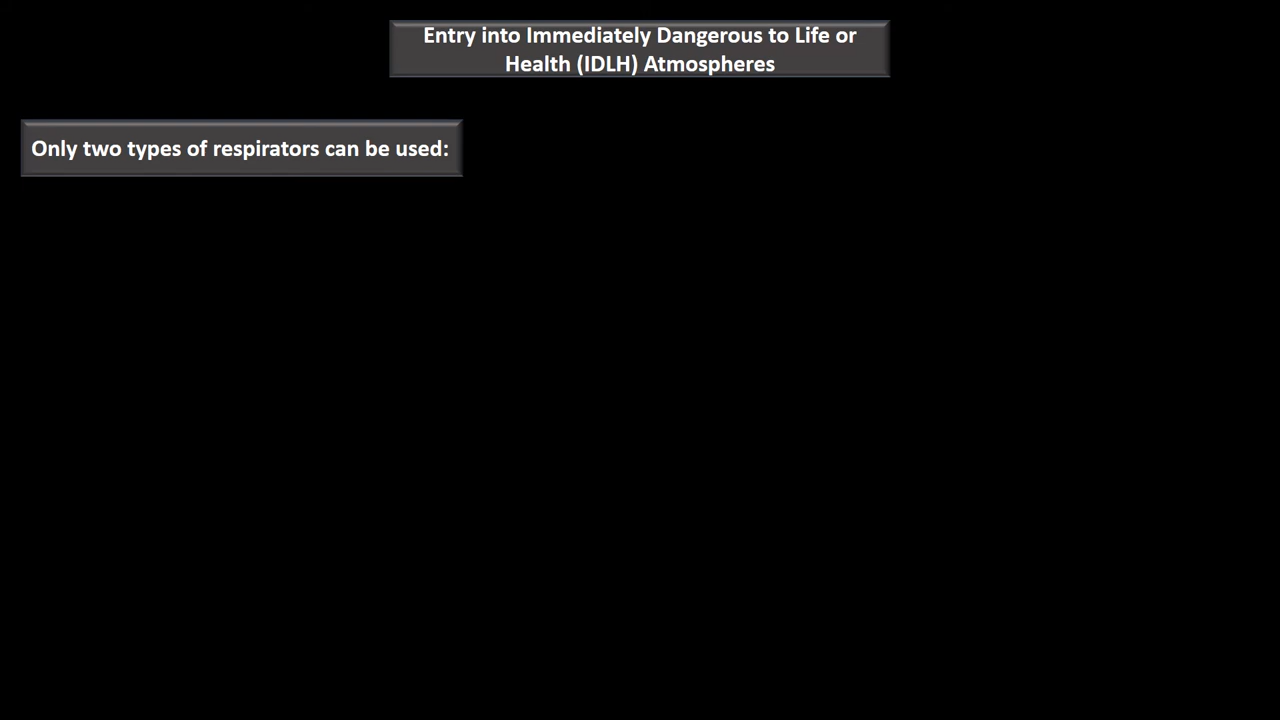 Entry into Immediately Dangerous to Life or
Health (IDLH) Atmospheres
Only two types of respirators can be used: